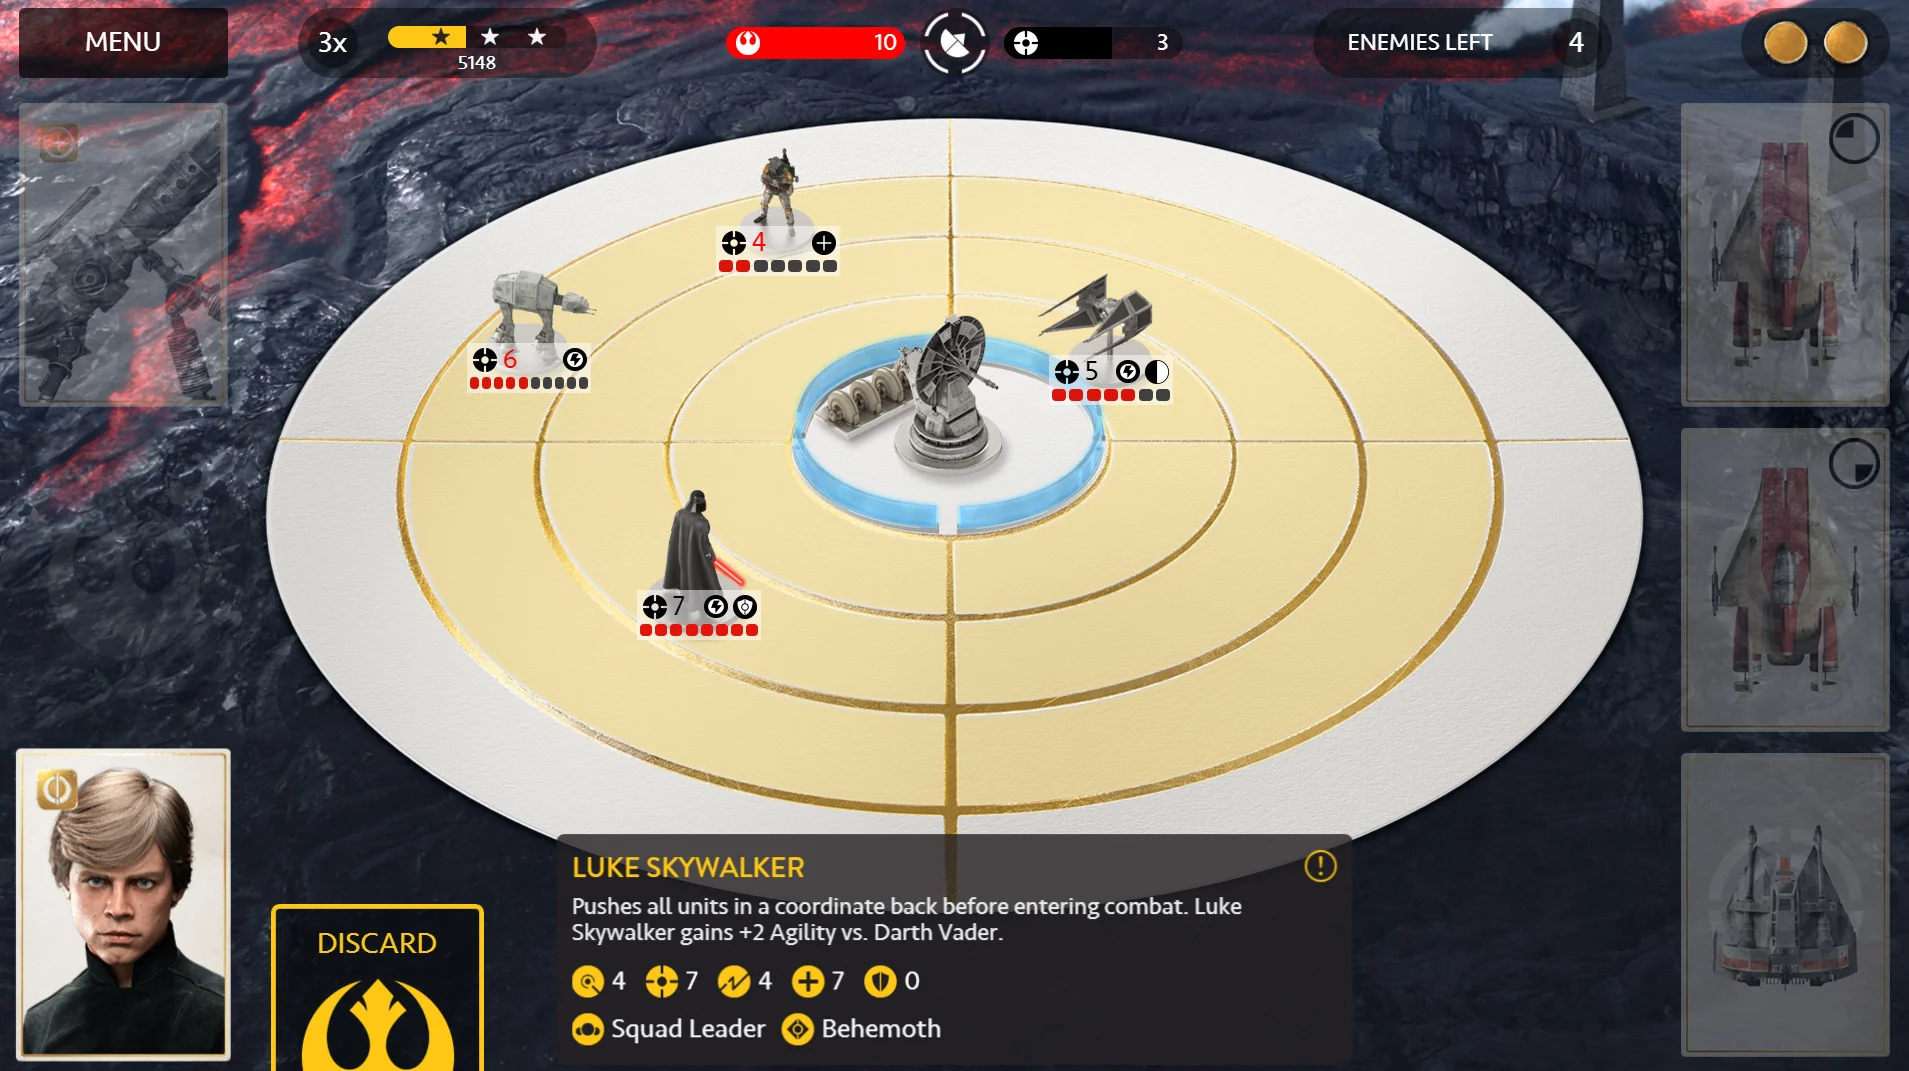 MENU
3x
5148
10
3
ENEMIES LEFT 4
4
6
5
7
LUKE SKYWALKER
Pushes all units in a coordinate back before entering combat. Luke
Skywalker gains +2 Agility vs. Darth Vader.
4 7 4 7 0
Squad Leader Behemoth
DISCARD